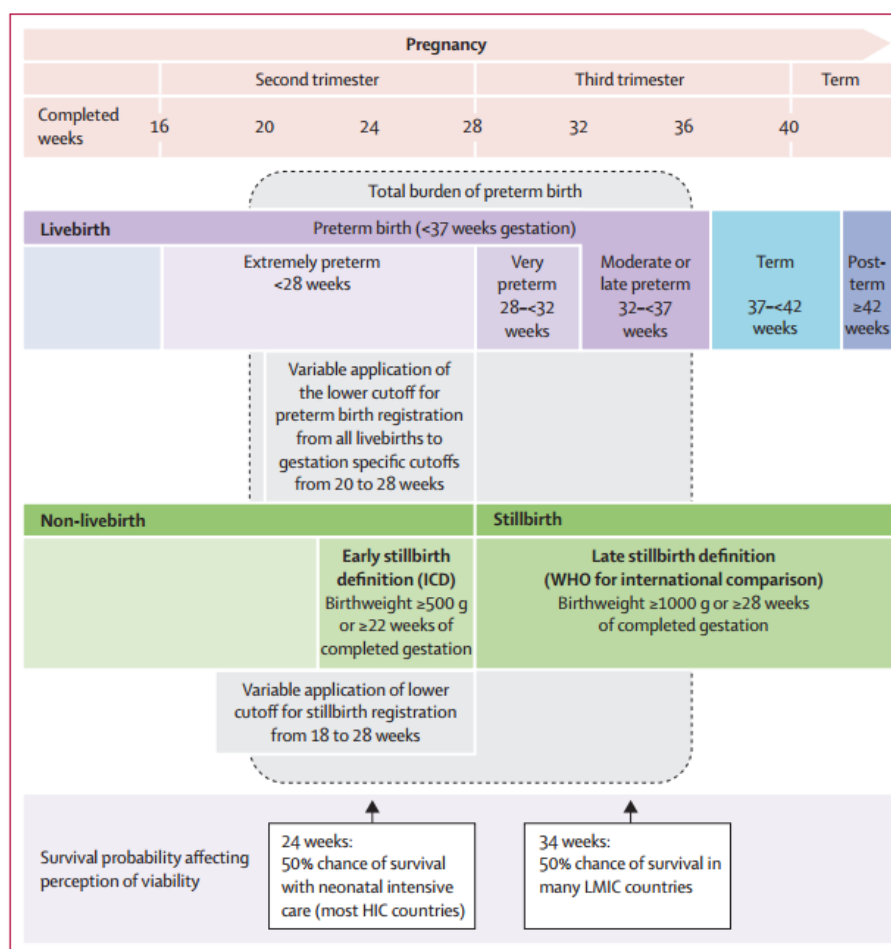 Pregnancy
Second trimester
Third trimester
Term
Completed
weeks
16
20
24
28
32
36
40
Total burden of preterm birth
Livebirth
Preterm birth (<37 weeks gestation)
Extremely preterm
<28 weeks
Very
preterm
28–<32
weeks
Moderate or
late preterm
32–<37
weeks
Term
37–<42
weeks
Post-
term
≥42
weeks
Variable application of
the lower cutoff for
preterm birth registration
from all livebirths to
gestation specific cutoffs
from 20 to 28 weeks
Non-livebirth
Stillbirth
Early stillbirth
definition (ICD)
Birthweight ≥500 g
or ≥22 weeks of
completed gestation
Late stillbirth definition
(WHO for international comparison)
Birthweight ≥1000 g or ≥28 weeks
of completed gestation
Variable application of lower
cutoff for stillbirth registration
from 18 to 28 weeks
Survival probability affecting
perception of viability
24 weeks:
50% chance of survival
with neonatal intensive
care (most HIC countries)
34 weeks:
50% chance of survival in
many LMIC countries